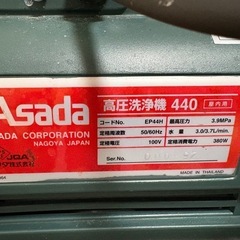 Asada
高圧洗浄機 440 屋内用
ASADA CORPORATION
NAGOYA JAPAN
コードNo. EP44H 最高圧力 3.9MPa
定格周波数 50/60Hz 水量 3.0/3.7L/min.
定格電圧 100V 定格消費電力 380W
Ser.No.
MADE IN THAILAND